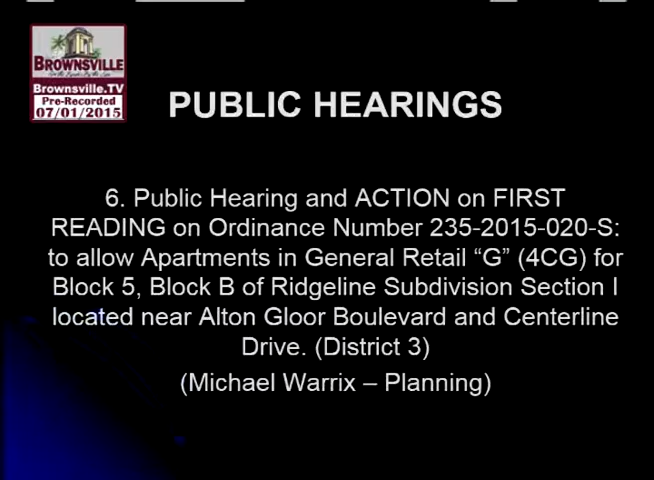 BROWNSVILLE
Brownsville.TV
Pre-Recorded
07/01/2015
PUBLIC HEARINGS
6. Public Hearing and ACTION on FIRST
READING on Ordinance Number 235-2015-020-S:
to allow Apartments in General Retail “G” (4CG) for
Block 5, Block B of Ridgeline Subdivision Section I
located near Alton Gloor Boulevard and Centerline
Drive. (District 3)
(Michael Warrix – Planning)